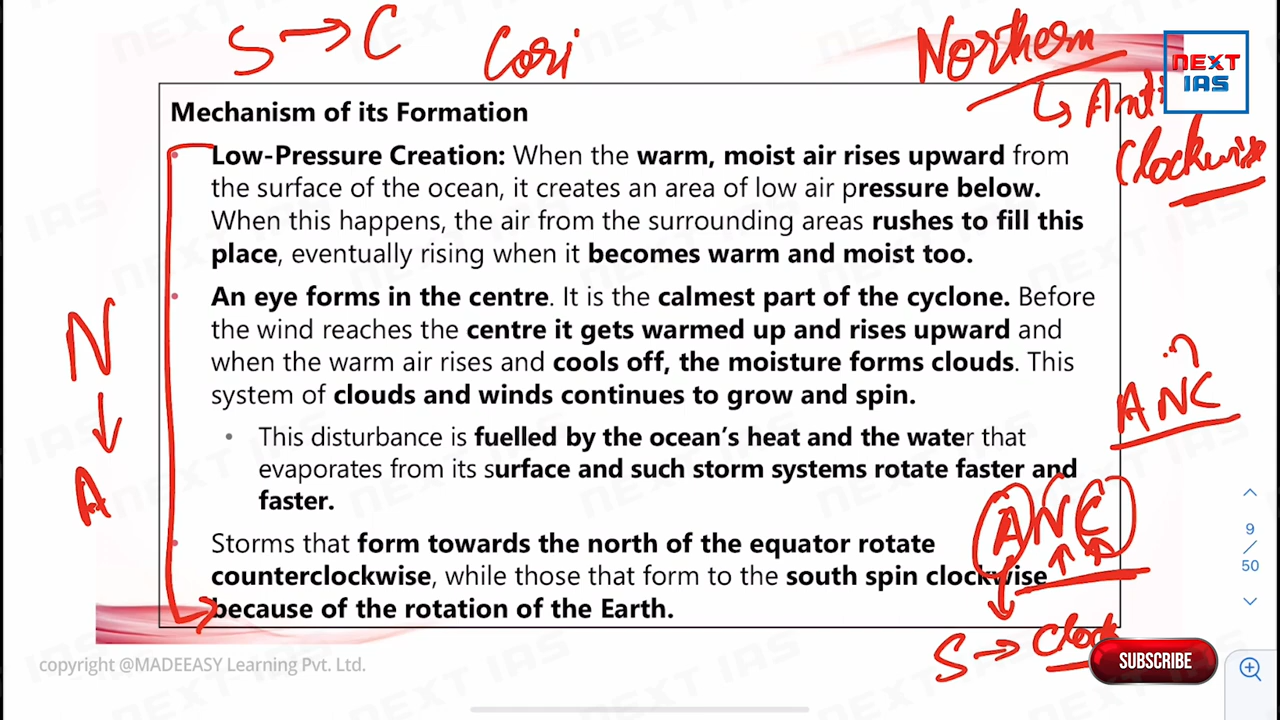 S → C
Cori
Northern
↳ Anti
Clockwise
NEXT
IAS
Mechanism of its Formation
• Low-Pressure Creation: When the warm, moist air rises upward from
the surface of the ocean, it creates an area of low air pressure below.
When this happens, the air from the surrounding areas rushes to fill this
place, eventually rising when it becomes warm and moist too.
• An eye forms in the centre. It is the calmest part of the cyclone. Before
the wind reaches the centre it gets warmed up and rises upward and
when the warm air rises and cools off, the moisture forms clouds. This
system of clouds and winds continues to grow and spin.
• This disturbance is fuelled by the ocean's heat and the water that
evaporates from its surface and such storm systems rotate faster and
faster.
• Storms that form towards the north of the equator rotate
counterclockwise, while those that form to the south spin clockwise
because of the rotation of the Earth.
N
↓
A
ANC
ANC
S → Clock
9
/
50
SUBSCRIBE
copyright @MADEEASY Learning Pvt. Ltd.